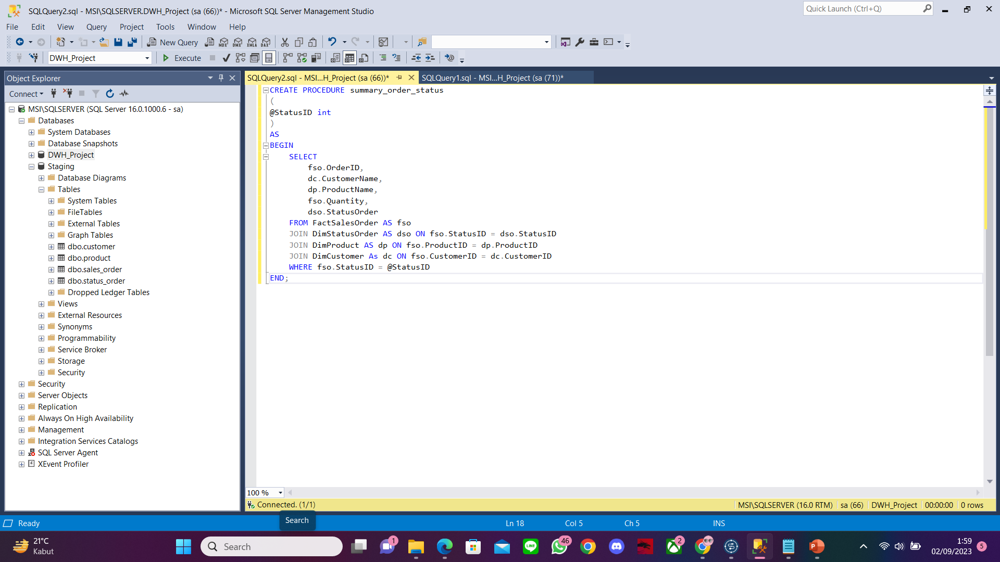 SQLQuery2.sql - MSI\SQLSERVER.DWH_Project (sa (66))* - Microsoft SQL Server Management Studio
Quick Launch (Ctrl+Q)
File Edit View Query Project Tools Window Help
New Query MDX DMX XMLA DAX
DWH_Project Execute
Object Explorer
SQLQuery2.sql - MSI...H_Project (sa (66))*
SQLQuery1.sql - MSI...H_Project (sa (71))*
Connect
MSI\SQLSERVER (SQL Server 16.0.1000.6 - sa)
Databases
System Databases
Database Snapshots
DWH_Project
Staging
Database Diagrams
Tables
System Tables
FileTables
External Tables
Graph Tables
dbo.customer
dbo.product
dbo.sales_order
dbo.status_order
Dropped Ledger Tables
Views
External Resources
Synonyms
Programmability
Service Broker
Storage
Security
Security
Server Objects
Replication
Always On High Availability
Management
Integration Services Catalogs
SQL Server Agent
XEvent Profiler
CREATE PROCEDURE summary_order_status
(
@StatusID int
)
AS
BEGIN
SELECT
fso.OrderID,
dc.CustomerName,
dp.ProductName,
fso.Quantity,
dso.StatusOrder
FROM FactSalesOrder AS fso
JOIN DimStatusOrder AS dso ON fso.StatusID = dso.StatusID
JOIN DimProduct AS dp ON fso.ProductID = dp.ProductID
JOIN DimCustomer As dc ON fso.CustomerID = dc.CustomerID
WHERE fso.StatusID = @StatusID
END;
100 %
Connected. (1/1)
MSI\SQLSERVER (16.0 RTM) sa (66) DWH_Project 00:00:00 0 rows
Search
Ready Ln 18 Col 5 Ch 5 INS
21°C
Kabut
Search
1
LINE
46
2
P
1:59
02/09/2023
5